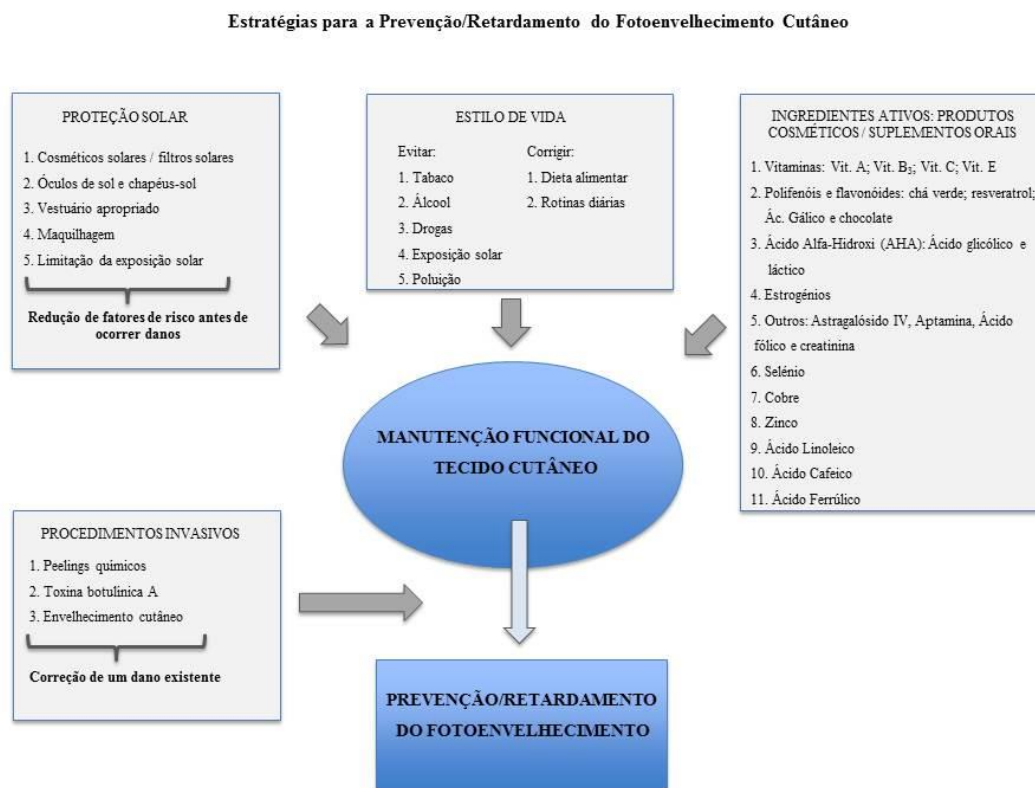 Estratégias para a Prevenção/Retardamento do Fotoenvelhecimento Cutâneo
PROTEÇÃO SOLAR
1. Cosméticos solares / filtros solares
2. Óculos de sol e chapéus-sol
3. Vestuário apropriado
4. Maquilhagem
5. Limitação da exposição solar
Redução de fatores de risco antes de
ocorrer danos
ESTILO DE VIDA
Evitar:
1. Tabaco
2. Álcool
3. Drogas
4. Exposição solar
5. Poluição
Corrigir:
1. Dieta alimentar
2. Rotinas diárias
INGREDIENTES ATIVOS: PRODUTOS
COSMÉTICOS / SUPLEMENTOS ORAIS
1. Vitaminas: Vit. A; Vit. B₃; Vit. C; Vit. E
2. Polifenóis e flavonóides: chá verde; resveratrol;
Ác. Gálico e chocolate
3. Ácido Alfa-Hidroxi (AHA): Ácido glicólico e
láctico
4. Estrogénios
5. Outros: Astragalósido IV, Aptamina, Ácido
fólico e creatinina
6. Selénio
7. Cobre
8. Zinco
9. Ácido Linoleico
10. Ácido Cafeico
11. Ácido Ferrúlico
MANUTENÇÃO FUNCIONAL DO
TECIDO CUTÂNEO
PROCEDIMENTOS INVASIVOS
1. Peelings químicos
2. Toxina botulínica A
3. Envelhecimento cutâneo
Correção de um dano existente
PREVENÇÃO/RETARDAMENTO
DO FOTOENVELHECIMENTO